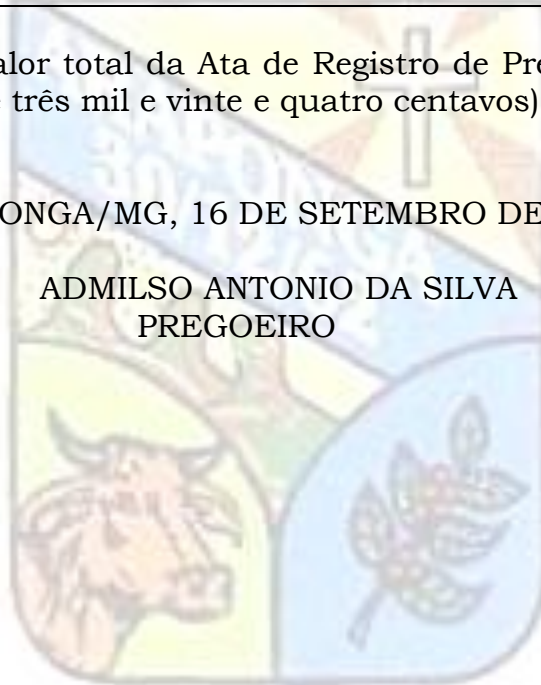 alor total da Ata de Registro de Pre
três mil e vinte e quatro centavos)
ONGA/MG, 16 DE SETEMBRO DE
ADMILSO ANTONIO DA SILVA
PREGOEIRO